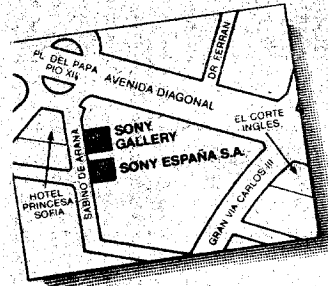 PL. DEL PAPA
PIO XII
AVENIDA DIAGONAL
DR. FERRAN
SONY
GALLERY
SONY ESPAÑA S.A.
EL CORTE
INGLES
HOTEL
PRINCESA
SOFIA
SABINO DE ARANA
GRAN VIA CARLOS III